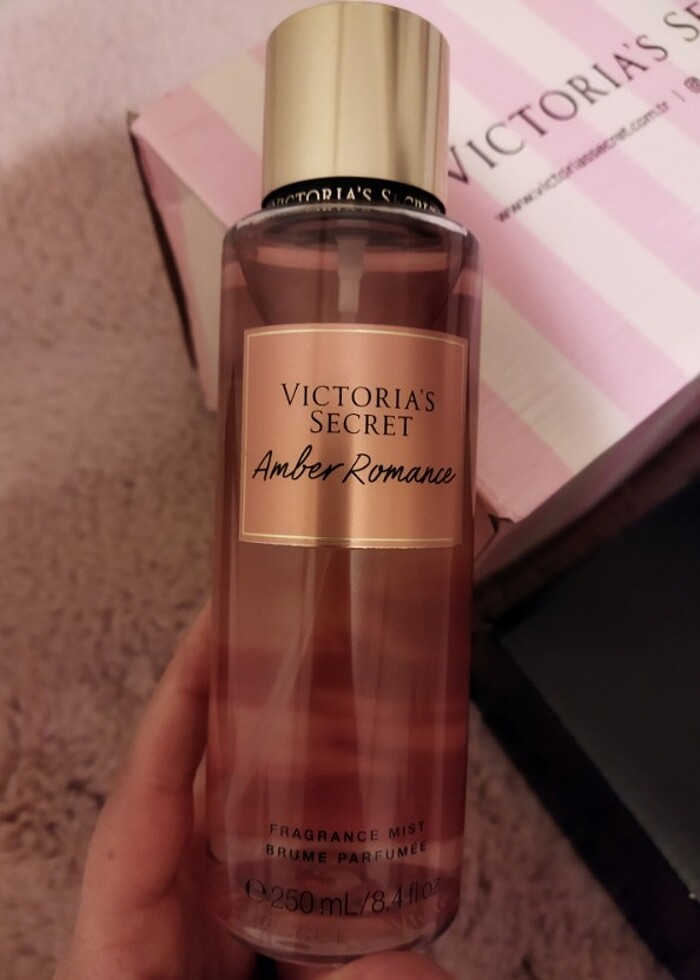 VICTORIA'S SE
www.victoriassecret.com.tr | @
VICTORIA'S SECRET
VICTORIA'S
SECRET
Amber Romance
FRAGRANCE MIST
BRUME PARFUMÉE
℮ 250 mL/8.4 fl oz